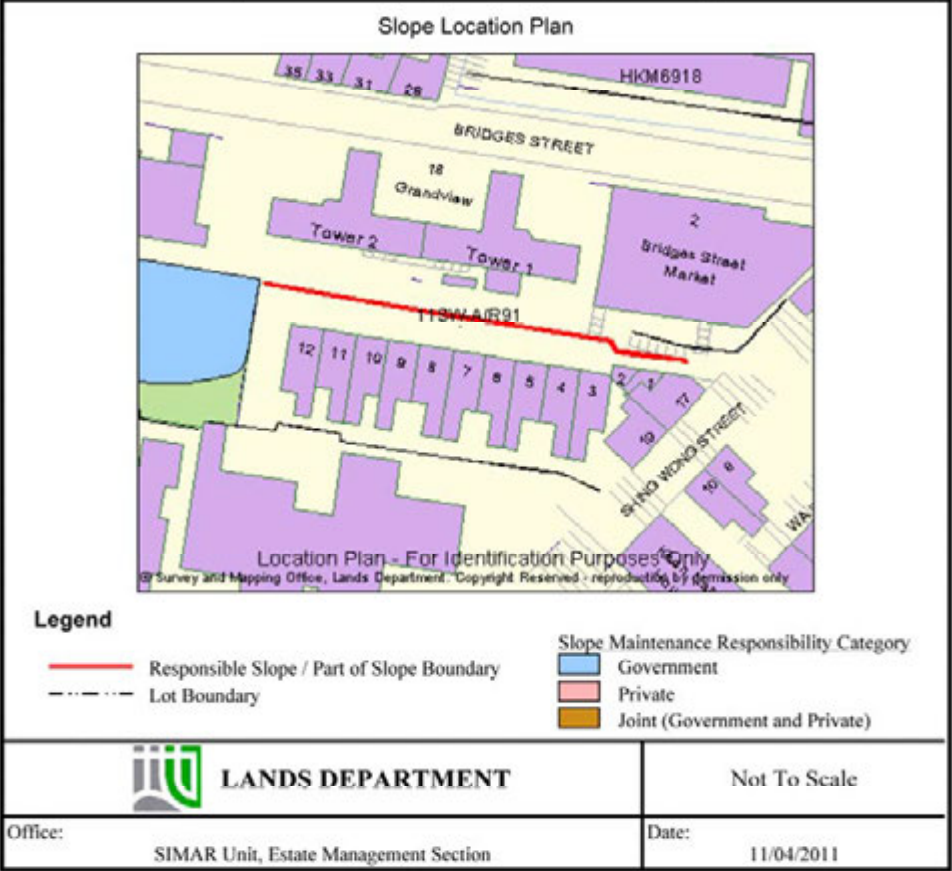 Slope Location Plan
35 33 31 29
HKM6918
BRIDGES STREET
18
Grandview
2
Bridges Street
Market
Tower 2
Tower 1
11SW-A/R91
12 11 10 9 8 7 6 5 4 3 2 1 17
19
SHING WONG STREET
10 8
WA
Location Plan - For Identification Purposes Only
© Survey and Mapping Office, Lands Department. Copyright Reserved - reproduction by permission only
Legend
Responsible Slope / Part of Slope Boundary
Lot Boundary
Slope Maintenance Responsibility Category
Government
Private
Joint (Government and Private)
LANDS DEPARTMENT
Not To Scale
Office:
SIMAR Unit, Estate Management Section
Date:
11/04/2011